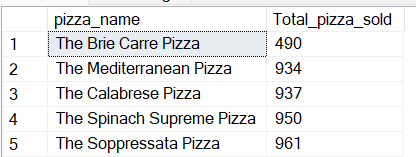 pizza_name Total_pizza_sold
1 The Brie Carre Pizza 490
2 The Mediterranean Pizza 934
3 The Calabrese Pizza 937
4 The Spinach Supreme Pizza 950
5 The Soppressata Pizza 961